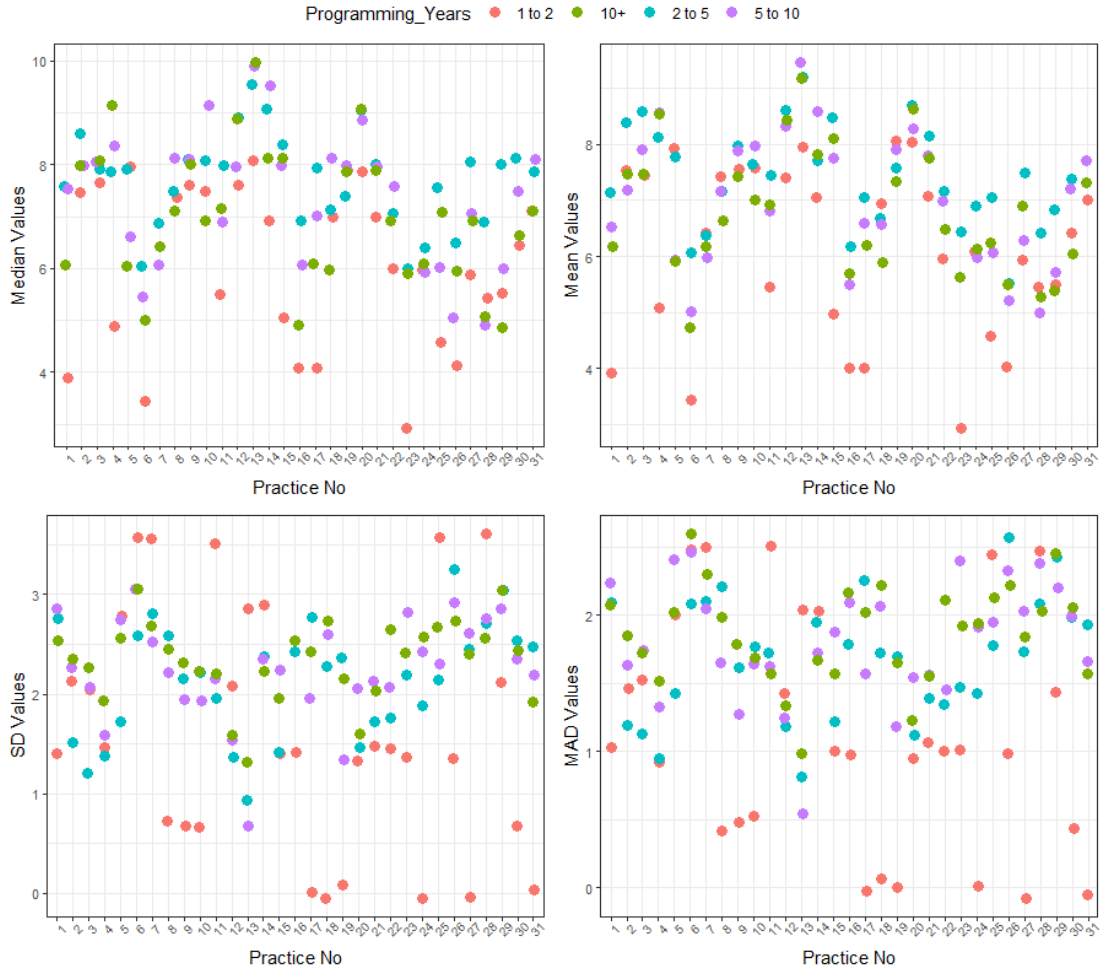 Programming_Years 1 to 2 10+ 2 to 5 5 to 10
Median Values
10
8
6
4
1 2 3 4 5 6 7 8 9 10 11 12 13 14 15 16 17 18 19 20 21 22 23 24 25 26 27 28 29 30 31
Practice No
Mean Values
8
6
4
1 2 3 4 5 6 7 8 9 10 11 12 13 14 15 16 17 18 19 20 21 22 23 24 25 26 27 28 29 30 31
Practice No
SD Values
3
2
1
0
1 2 3 4 5 6 7 8 9 10 11 12 13 14 15 16 17 18 19 20 21 22 23 24 25 26 27 28 29 30 31
Practice No
MAD Values
2
1
0
1 2 3 4 5 6 7 8 9 10 11 12 13 14 15 16 17 18 19 20 21 22 23 24 25 26 27 28 29 30 31
Practice No